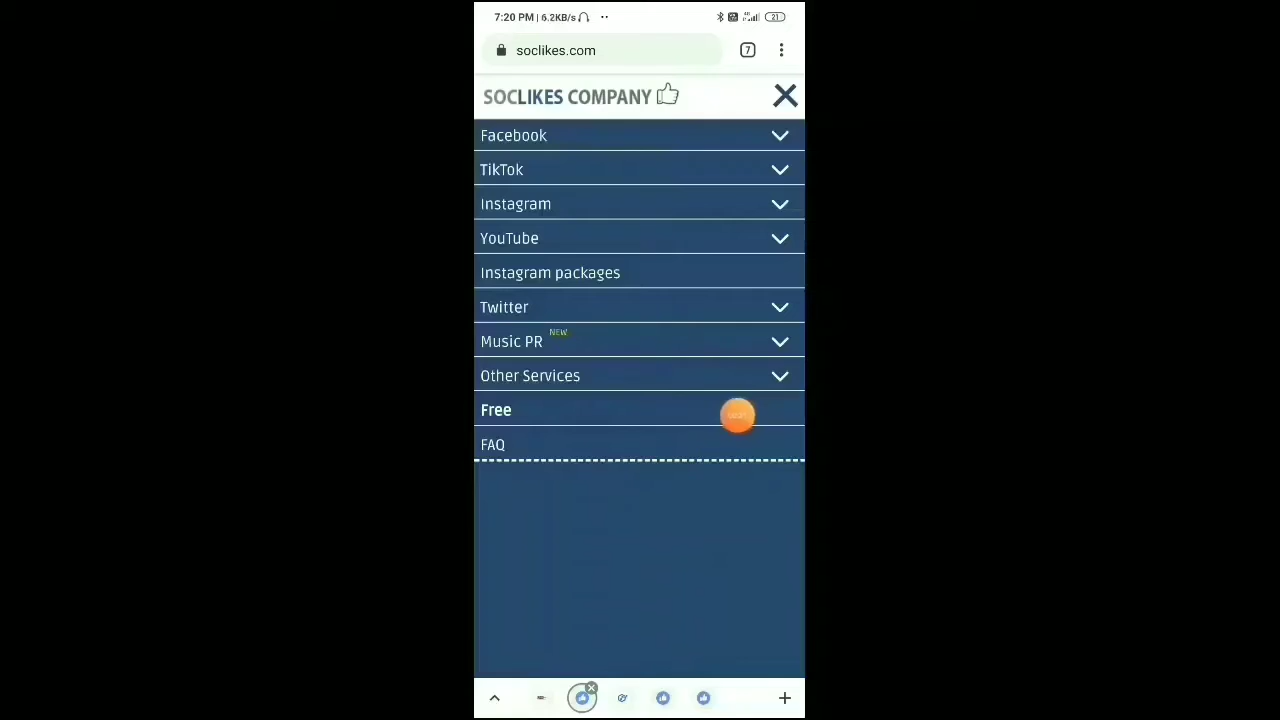 7:20 PM | 6.2KB/s
21
soclikes.com
7
SOCLIKES COMPANY
Facebook
TikTok
Instagram
YouTube
Instagram packages
Twitter
Music PR NEW
Other Services
Free
FAQ